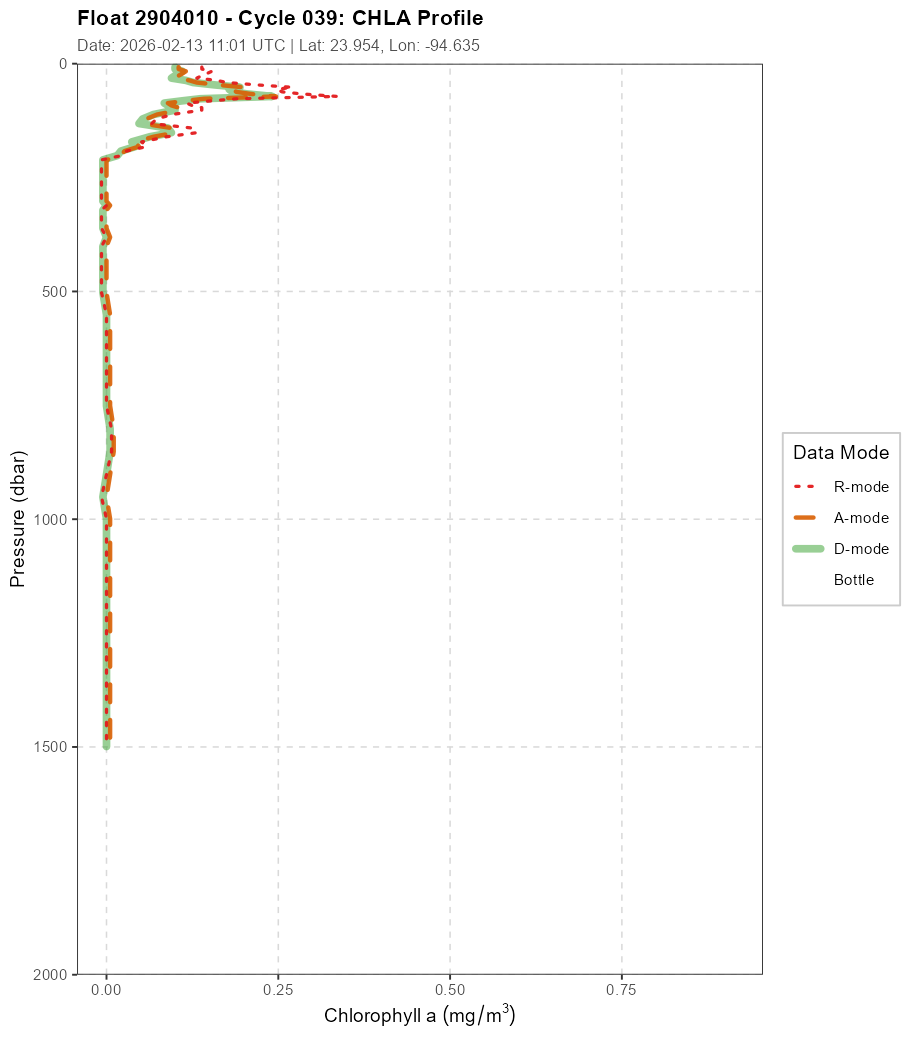 Float 2904010 - Cycle 039: CHLA Profile
Date: 2026-02-13 11:01 UTC | Lat: 23.954, Lon: -94.635
0
500
1000
1500
2000
Pressure (dbar)
0.00 0.25 0.50 0.75
Chlorophyll a (mg/m³)
Data Mode
R-mode
A-mode
D-mode
Bottle